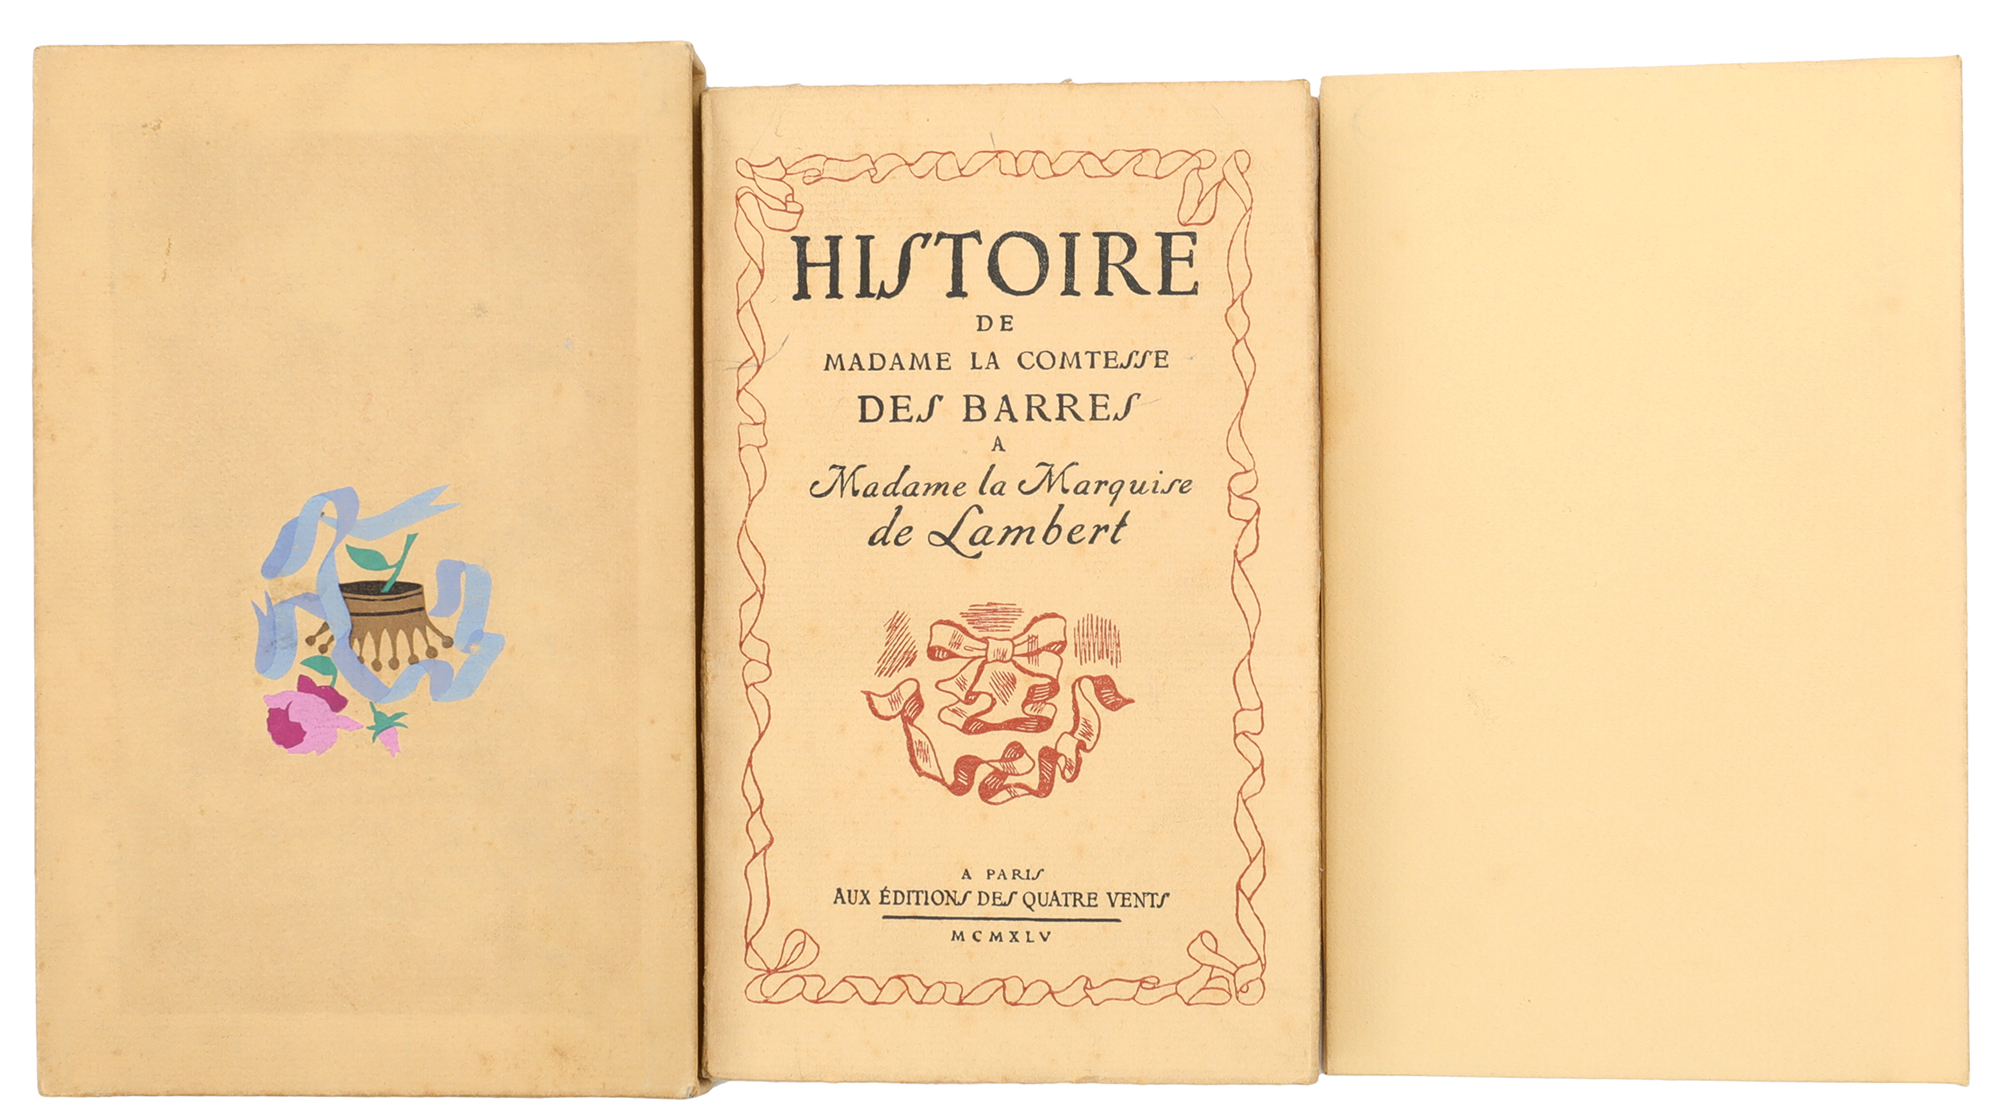 HISTOIRE
DE
MADAME LA COMTESSE
DES BARRES
A
Madame la Marquise
de Lambert
A PARIS
AUX ÉDITIONS DES QUATRE VENTS
MCMXLV